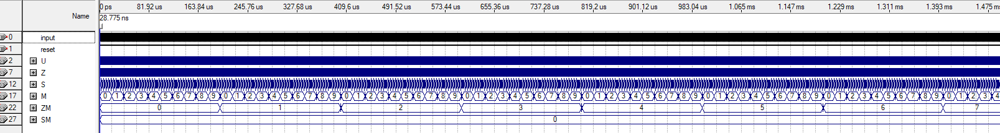 Name
0 ps 81.92 us 163.84 us 245.76 us 327.68 us 409.6 us 491.52 us 573.44 us 655.36 us 737.28 us 819.2 us 901.12 us 983.04 us 1.065 ms 1.147 ms 1.229 ms 1.311 ms 1.393 ms 1.475 ms
28.775 ns
0 input
1 reset
2 U
7 Z
12 S
17 M 0 1 2 3 4 5 6 7 8 9 0 1 2 3 4 5 6 7 8 9 0 1 2 3 4 5 6 7 8 9 0 1 2 3 4 5 6 7 8 9 0 1 2 3 4 5 6 7 8 9 0 1 2 3 4 5 6 7 8 9 0 1 2 3 4 5 6 7 8 9 0 1 2 3 4
22 ZM 0 1 2 3 4 5 6 7
27 SM 0